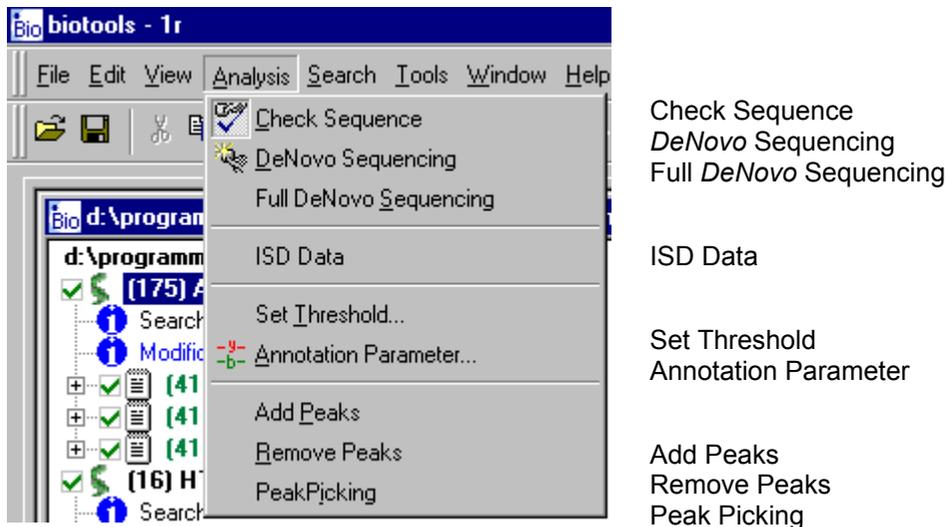 Bio biotools - 1r
File Edit View Analysis Search Tools Window Help
Check Sequence
DeNovo Sequencing
Full DeNovo Sequencing
ISD Data
Set Threshold...
-y-
-b-
Annotation Parameter...
Add Peaks
Remove Peaks
PeakPicking
Bio
d:\program
d:\programm
(175) A
Search
Modific
(41
(41
(41
(16) H
Search
Check Sequence
DeNovo Sequencing
Full DeNovo Sequencing
ISD Data
Set Threshold
Annotation Parameter
Add Peaks
Remove Peaks
Peak Picking